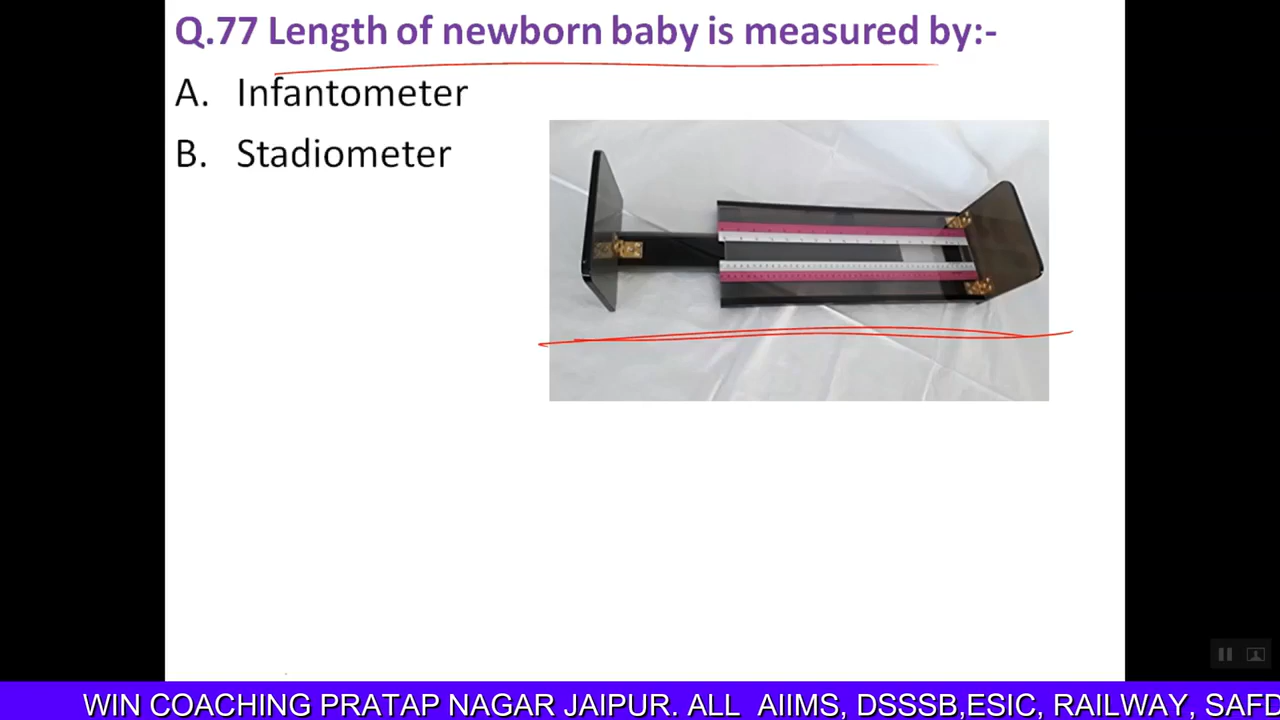 Q.77 Length of newborn baby is measured by:-
A. Infantometer
B. Stadiometer
WIN COACHING PRATAP NAGAR JAIPUR. ALL AIIMS, DSSSB,ESIC, RAILWAY, SAFD